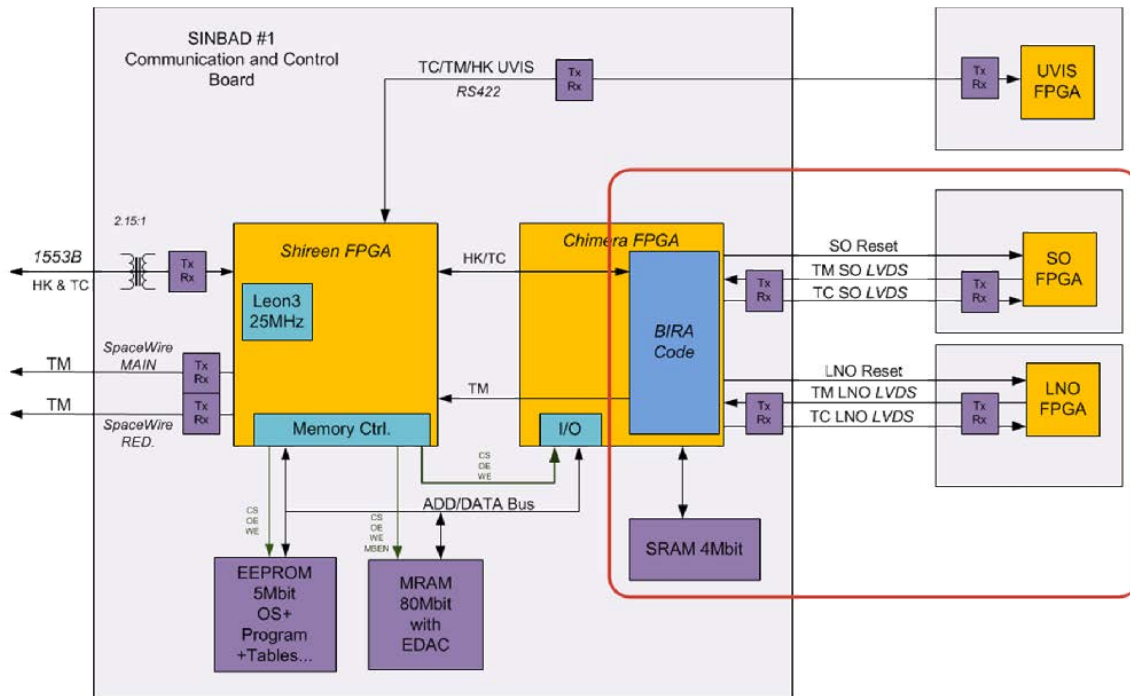 SINBAD #1
Communication and Control
Board
TC/TM/HK UVIS
RS422
Tx
Rx
Tx
Rx
UVIS
FPGA
2.15:1
1553B
HK & TC
Tx
Rx
Shireen FPGA
Leon3
25MHz
HK/TC
Chimera FPGA
BIRA
Code
SO Reset
TM SO LVDS
TC SO LVDS
Tx
Rx
Tx
Rx
SO
FPGA
TM
SpaceWire
MAIN
Tx
Rx
TM
SpaceWire
RED.
Tx
Rx
TM
Memory Ctrl.
I/O
LNO Reset
TM LNO LVDS
TC LNO LVDS
Tx
Rx
Tx
Rx
LNO
FPGA
CS
OE
WE
ADD/DATA Bus
CS
OE
WE
CS
OE
WE
MBEN
SRAM 4Mbit
EEPROM
5Mbit
OS+
Program
+Tables...
MRAM
80Mbit
with
EDAC